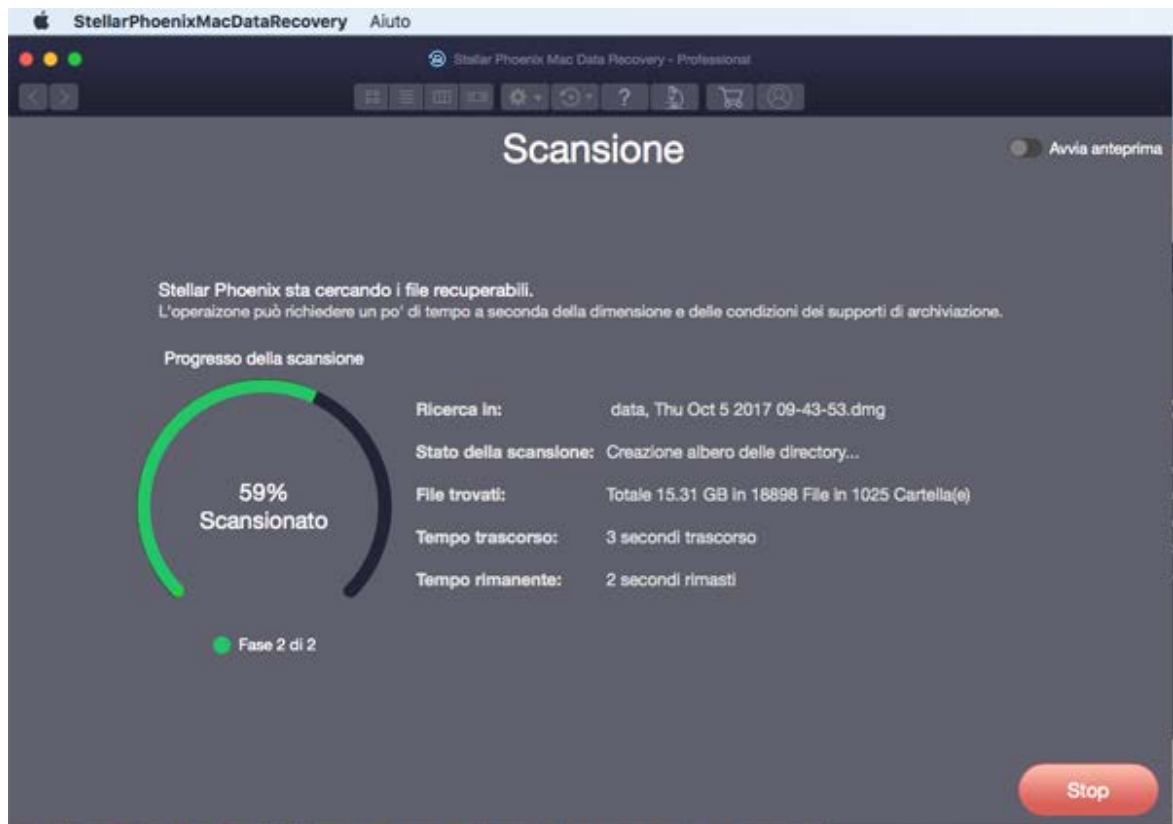 StellarPhoenixMacDataRecovery Aiuto
Stellar Phoenix Mac Data Recovery - Professional
?
Scansione
Avvia anteprima
Stellar Phoenix sta cercando i file recuperabili.
L'operaizone può richiedere un po' di tempo a seconda della dimensione e delle condizioni dei supporti di archiviazione.
Progresso della scansione
59%
Scansionato
Fase 2 di 2
Ricerca in: data, Thu Oct 5 2017 09-43-53.dmg
Stato della scansione: Creazione albero delle directory...
File trovati: Totale 15.31 GB in 18898 File in 1025 Cartella(e)
Tempo trascorso: 3 secondi trascorso
Tempo rimanente: 2 secondi rimasti
Stop